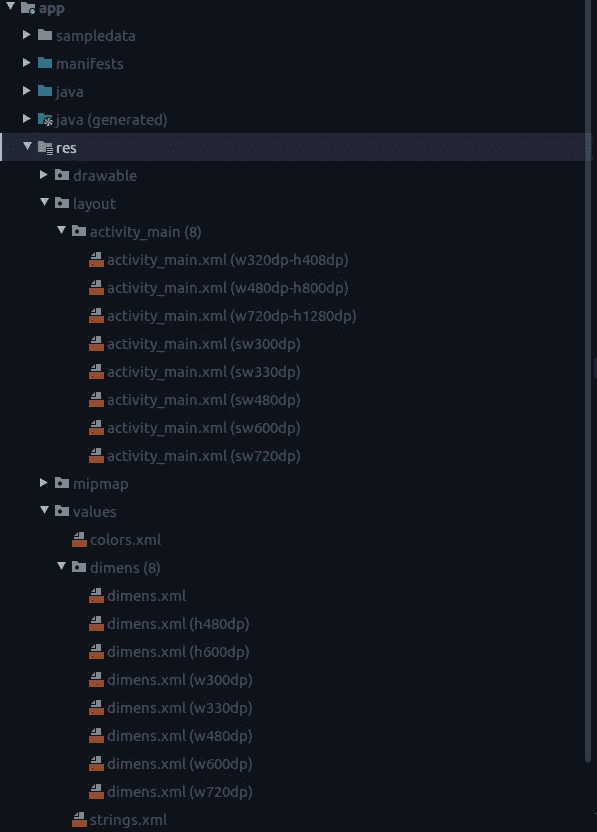 app
sampledata
manifests
java
java (generated)
res
drawable
layout
activity_main (8)
activity_main.xml (w320dp-h408dp)
activity_main.xml (w480dp-h800dp)
activity_main.xml (w720dp-h1280dp)
activity_main.xml (sw300dp)
activity_main.xml (sw330dp)
activity_main.xml (sw480dp)
activity_main.xml (sw600dp)
activity_main.xml (sw720dp)
mipmap
values
colors.xml
dimens (8)
dimens.xml
dimens.xml (h480dp)
dimens.xml (h600dp)
dimens.xml (w300dp)
dimens.xml (w330dp)
dimens.xml (w480dp)
dimens.xml (w600dp)
dimens.xml (w720dp)
strings.xml